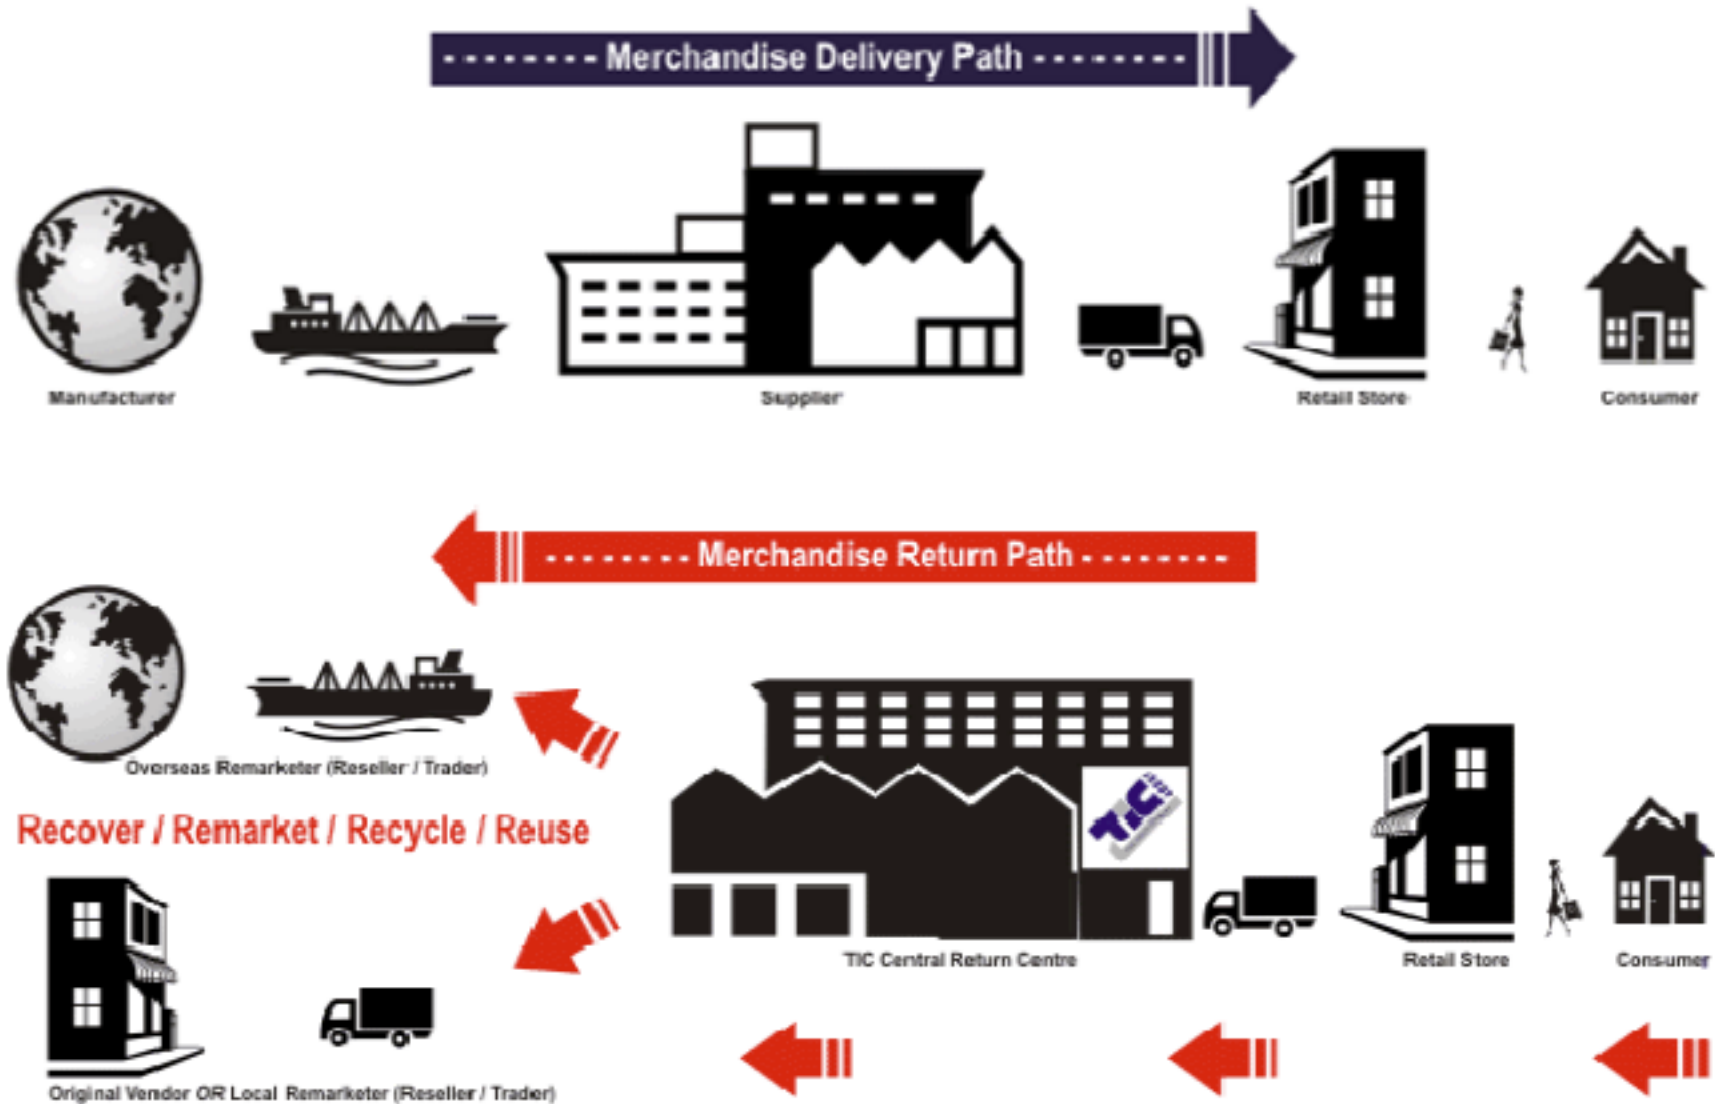 Merchandise Delivery Path
Manufacturer
Supplier
Retail Store
Consumer
Merchandise Return Path
Overseas Remarketer (Reseller / Trader)
Recover / Remarket / Recycle / Reuse
TIC
TIC Central Return Centre
Retail Store
Consumer
Original Vendor OR Local Remarketer (Reseller / Trader)